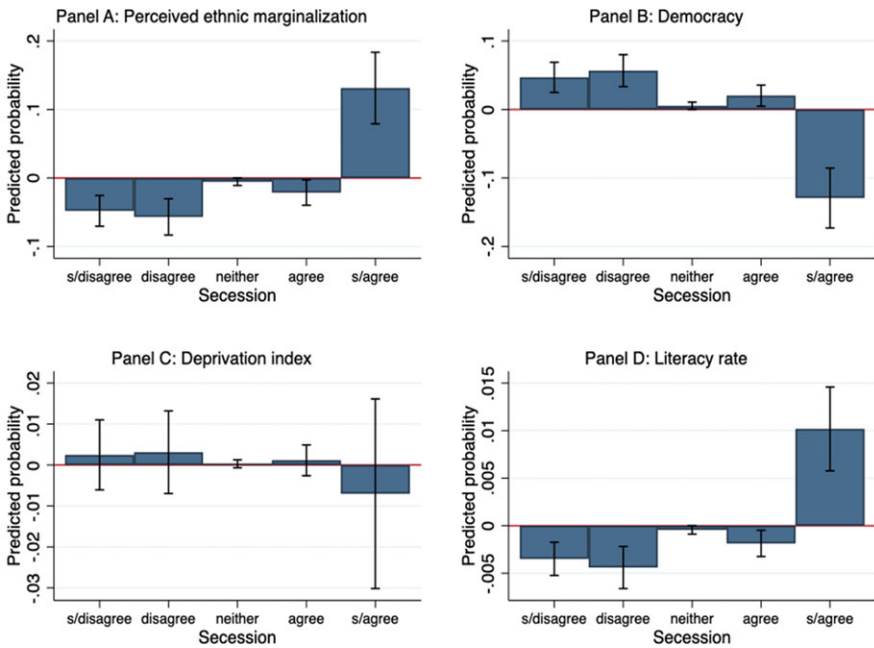 Panel A: Perceived ethnic marginalization
Predicted probability
.2
.1
0
-.1
s/disagree disagree neither agree s/agree
Secession
Panel B: Democracy
Predicted probability
.1
0
-.1
-.2
s/disagree disagree neither agree s/agree
Secession
Panel C: Deprivation index
Predicted probability
.02
.01
0
-.01
-.02
-.03
s/disagree disagree neither agree s/agree
Secession
Panel D: Literacy rate
Predicted probability
.015
.01
.005
0
-.005
s/disagree disagree neither agree s/agree
Secession